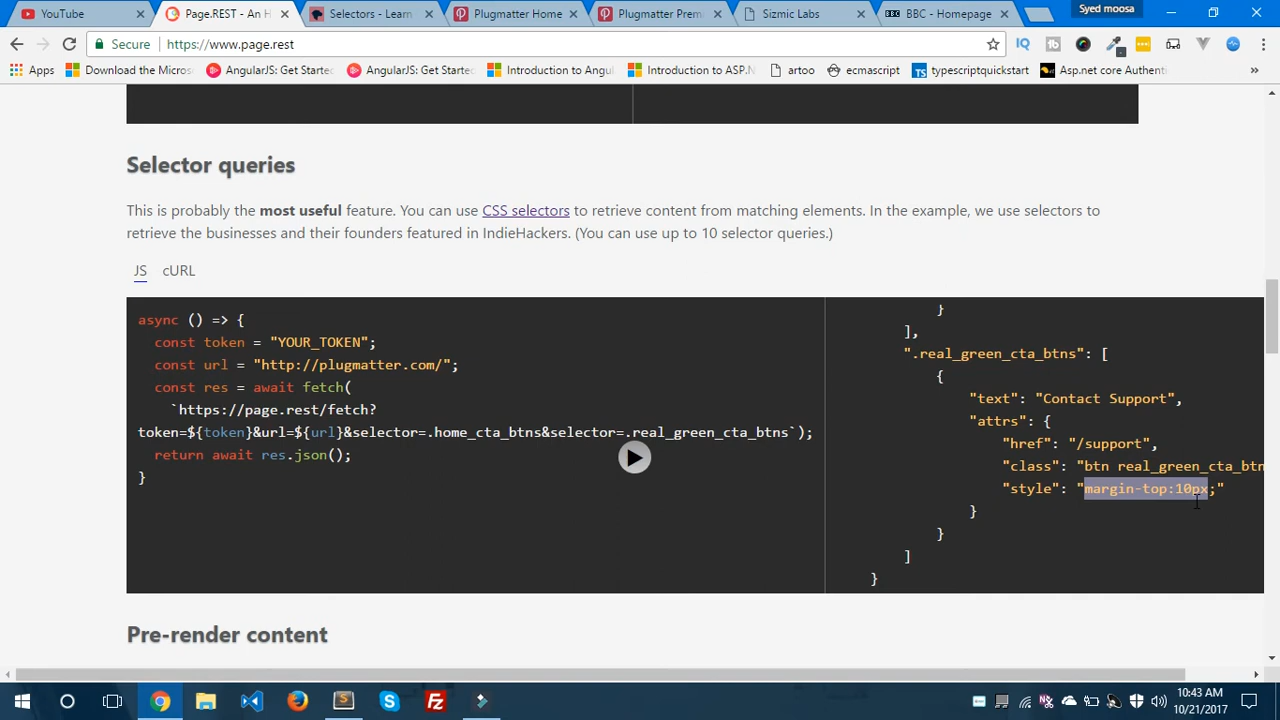 YouTube
Page.REST - An H
Selectors - Learn
Plugmatter Home
Plugmatter Prem
Sizmic Labs
BBC - Homepage
Syed moosa
Secure
https://www.page.rest
Apps
Download the Micros
AngularJS: Get Starte
AngularJS: Get Starte
Introduction to Angu
Introduction to ASP.N
artoo
ecmascript
typescriptquickstart
Asp.net core Authent
Selector queries
This is probably the most useful feature. You can use CSS selectors to retrieve content from matching elements. In the example, we use selectors to
retrieve the businesses and their founders featured in IndieHackers. (You can use up to 10 selector queries.)
JS cURL
async () => {
const token = "YOUR_TOKEN";
const url = "http://plugmatter.com/";
const res = await fetch(
`https://page.rest/fetch?
token=${token}&url=${url}&selector=.home_cta_btns&selector=.real_green_cta_btns`);
return await res.json();
}
}
],
".real_green_cta_btns": [
{
"text": "Contact Support",
"attrs": {
"href": "/support",
"class": "btn real_green_cta_btn
"style": "margin-top:10px;"
}
}
]
}
Pre-render content
10:43 AM
10/21/2017